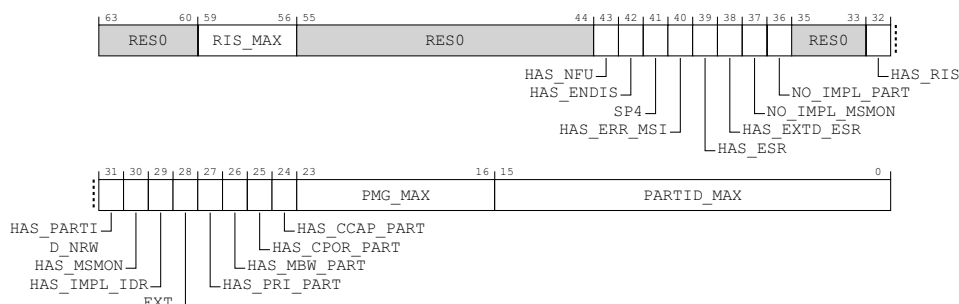 63 60 59 56 55 44 43 42 41 40 39 38 37 36 35 33 32
RES0 RIS_MAX RES0 RES0
HAS_NFU HAS_RIS
HAS_ENDIS NO_IMPL_PART
SP4 NO_IMPL_MSMON
HAS_ERR_MSI HAS_EXTD_ESR
HAS_ESR
31 30 29 28 27 26 25 24 23 16 15 0
PMG_MAX PARTID_MAX
HAS_PARTI HAS_CCAP_PART
D_NRW HAS_CPOR_PART
HAS_MSMON HAS_MBW_PART
HAS_IMPL_IDR HAS_PRI_PART
EXT